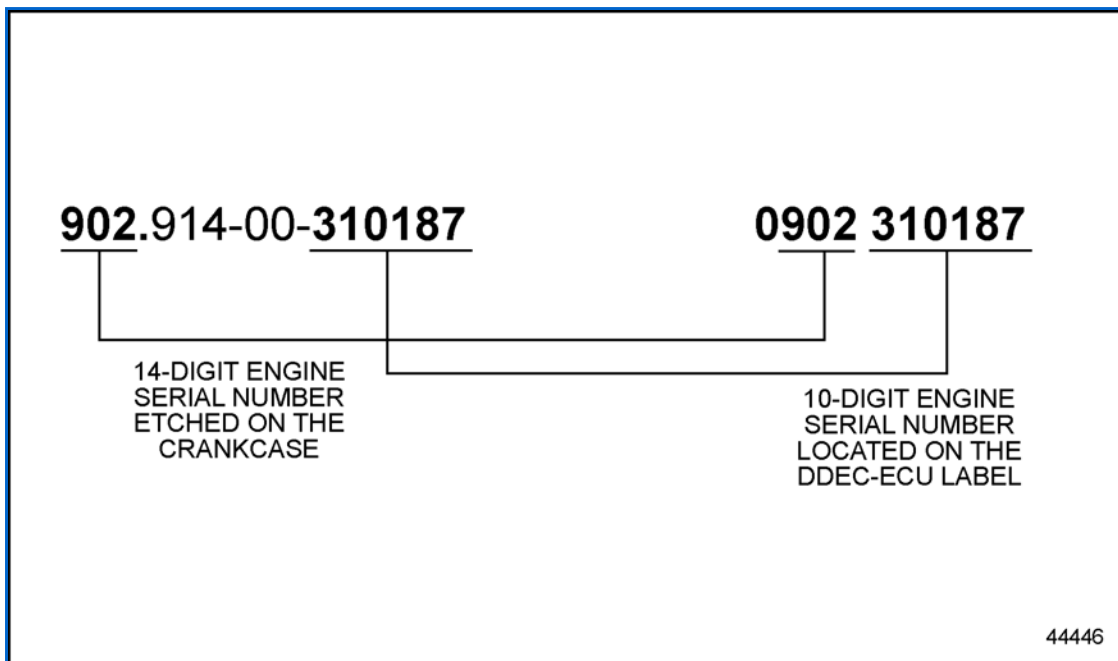 902.914-00-310187
0902 310187
14-DIGIT ENGINE
SERIAL NUMBER
ETCHED ON THE
CRANKCASE
10-DIGIT ENGINE
SERIAL NUMBER
LOCATED ON THE
DDEC-ECU LABEL
44446